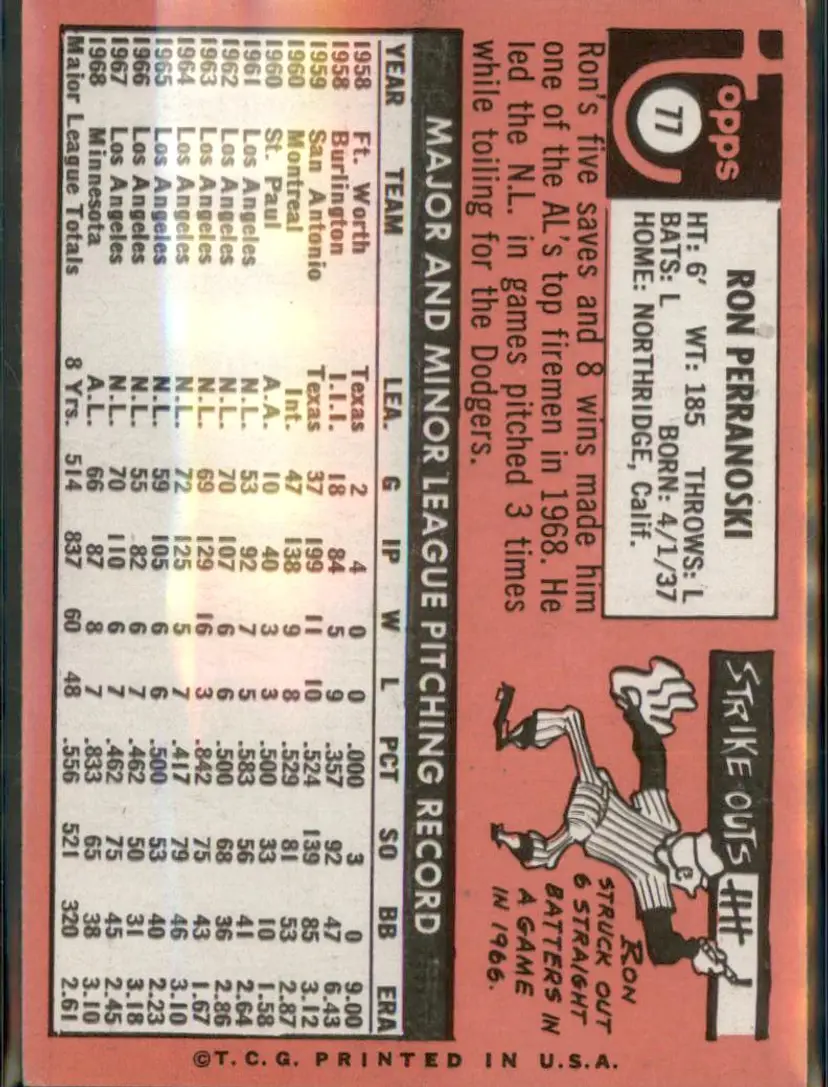 topps
77
RON PERRANOSKI
HT: 6' WT: 185 THROWS: L
BATS: L BORN: 4/1/37
HOME: NORTHRIDGE, Calif.
Ron's five saves and 8 wins made him
one of the AL's top firemen in 1968. He
led the N.L. in games pitched 3 times
while toiling for the Dodgers.
STRIKE OUTS
RON
STRUCK OUT
6 STRAIGHT
BATTERS IN
A GAME
IN 1966.
MAJOR AND MINOR LEAGUE PITCHING RECORD
YEAR TEAM LEA. G IP W L PCT SO BB ERA
1958 Ft. Worth Texas 2 4 0 0 .000 3 0 9.00
1958 Burlington I.I.I. 18 84 5 9 .357 92 47 6.43
1959 San Antonio Texas 37 199 11 10 .524 139 85 3.12
1960 Montreal Int. 47 138 9 8 .529 81 53 2.87
1960 St. Paul A.A. 10 40 3 3 .500 33 10 1.58
1961 Los Angeles N.L. 53 92 7 5 .583 56 41 2.64
1962 Los Angeles N.L. 70 107 6 6 .500 68 36 2.86
1963 Los Angeles N.L. 69 129 16 3 .842 75 43 1.67
1964 Los Angeles N.L. 72 125 5 7 .417 79 46 3.10
1965 Los Angeles N.L. 59 105 6 6 .500 53 40 2.23
1966 Los Angeles N.L. 55 82 6 7 .462 50 31 3.18
1967 Los Angeles N.L. 70 110 6 7 .462 75 45 2.45
1968 Minnesota A.L. 66 87 8 7 .833 65 38 3.10
Major League Totals 8 Yrs. 514 837 60 48 .556 521 320 2.61
©T. C. G. PRINTED IN U.S.A.